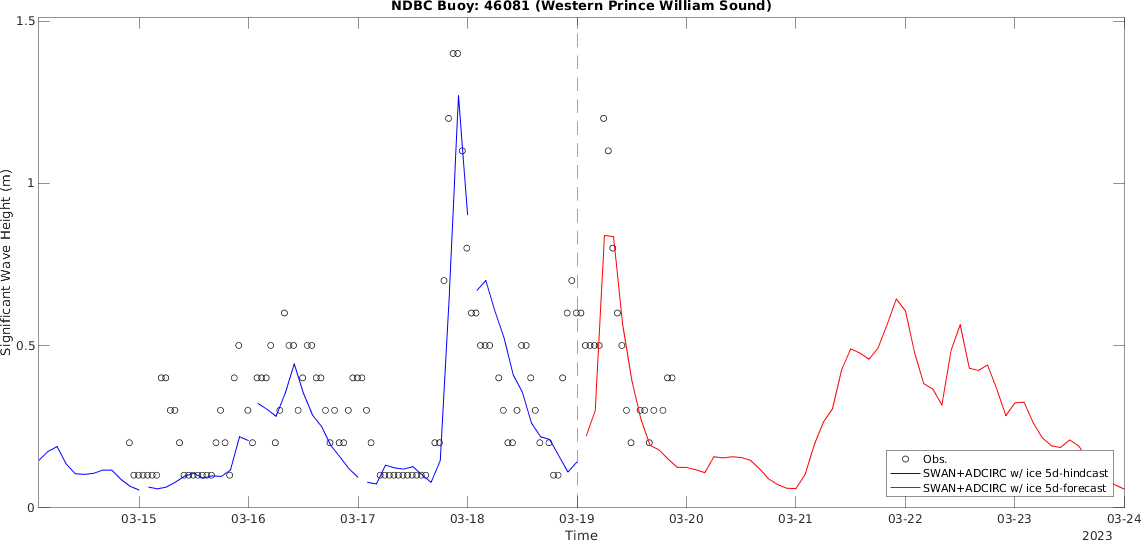 NDBC Buoy: 46081 (Western Prince William Sound)
1.5
1
0.5
0
Significant Wave Height (m)
03-15 03-16 03-17 03-18 03-19 03-20 03-21 03-22 03-23 03-24
Time
2023
Obs.
SWAN+ADCIRC w/ ice 5d-hindcast
SWAN+ADCIRC w/ ice 5d-forecast